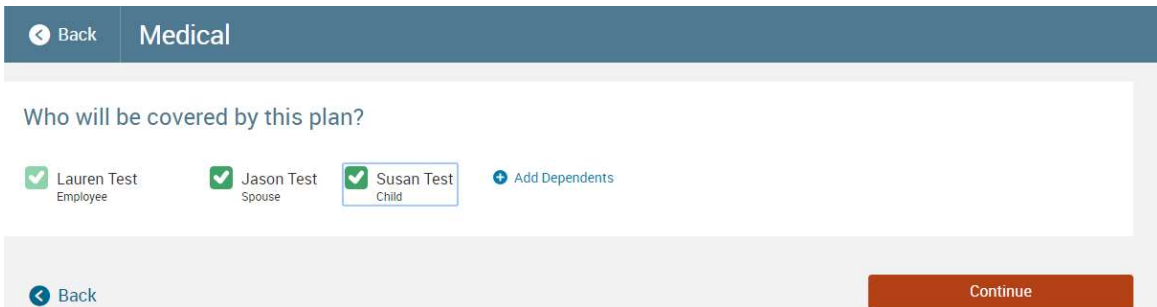 Back Medical
Who will be covered by this plan?
Lauren Test Jason Test Susan Test Add Dependents
Employee Spouse Child
Back Continue